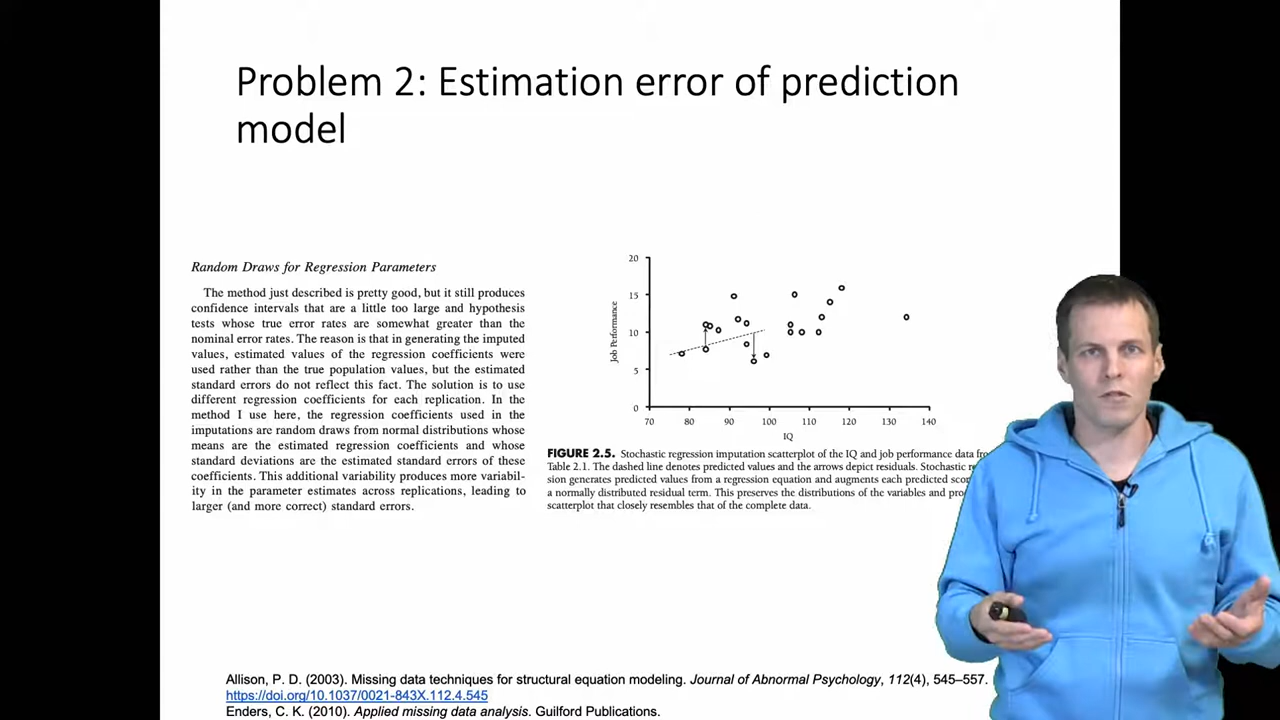 Problem 2: Estimation error of prediction
model
Random Draws for Regression Parameters
The method just described is pretty good, but it still produces
confidence intervals that are a little too large and hypothesis
tests whose true error rates are somewhat greater than the
nominal error rates. The reason is that in generating the imputed
values, estimated values of the regression coefficients were
used rather than the true population values, but the estimated
standard errors do not reflect this fact. The solution is to use
different regression coefficients for each replication. In the
method I use here, the regression coefficients used in the
imputations are random draws from normal distributions whose
means are the estimated regression coefficients and whose
standard deviations are the estimated standard errors of these
coefficients. This additional variability produces more variabil-
ity in the parameter estimates across replications, leading to
larger (and more correct) standard errors.
20
15
10
5
0
Job Performance
70 80 90 100 110 120 130 140
IQ
FIGURE 2.5. Stochastic regression imputation scatterplot of the IQ and job performance data
Table 2.1. The dashed line denotes predicted values and the arrows depict residuals. Stochastic
sion generates predicted values from a regression equation and augments each predicted
a normally distributed residual term. This preserves the distributions of the variables and
scatterplot that closely resembles that of the complete data.
Allison, P. D. (2003). Missing data techniques for structural equation modeling. Journal of Abnormal Psychology, 112(4), 545–557.
https://doi.org/10.1037/0021-843X.112.4.545
Enders, C. K. (2010). Applied missing data analysis. Guilford Publications.